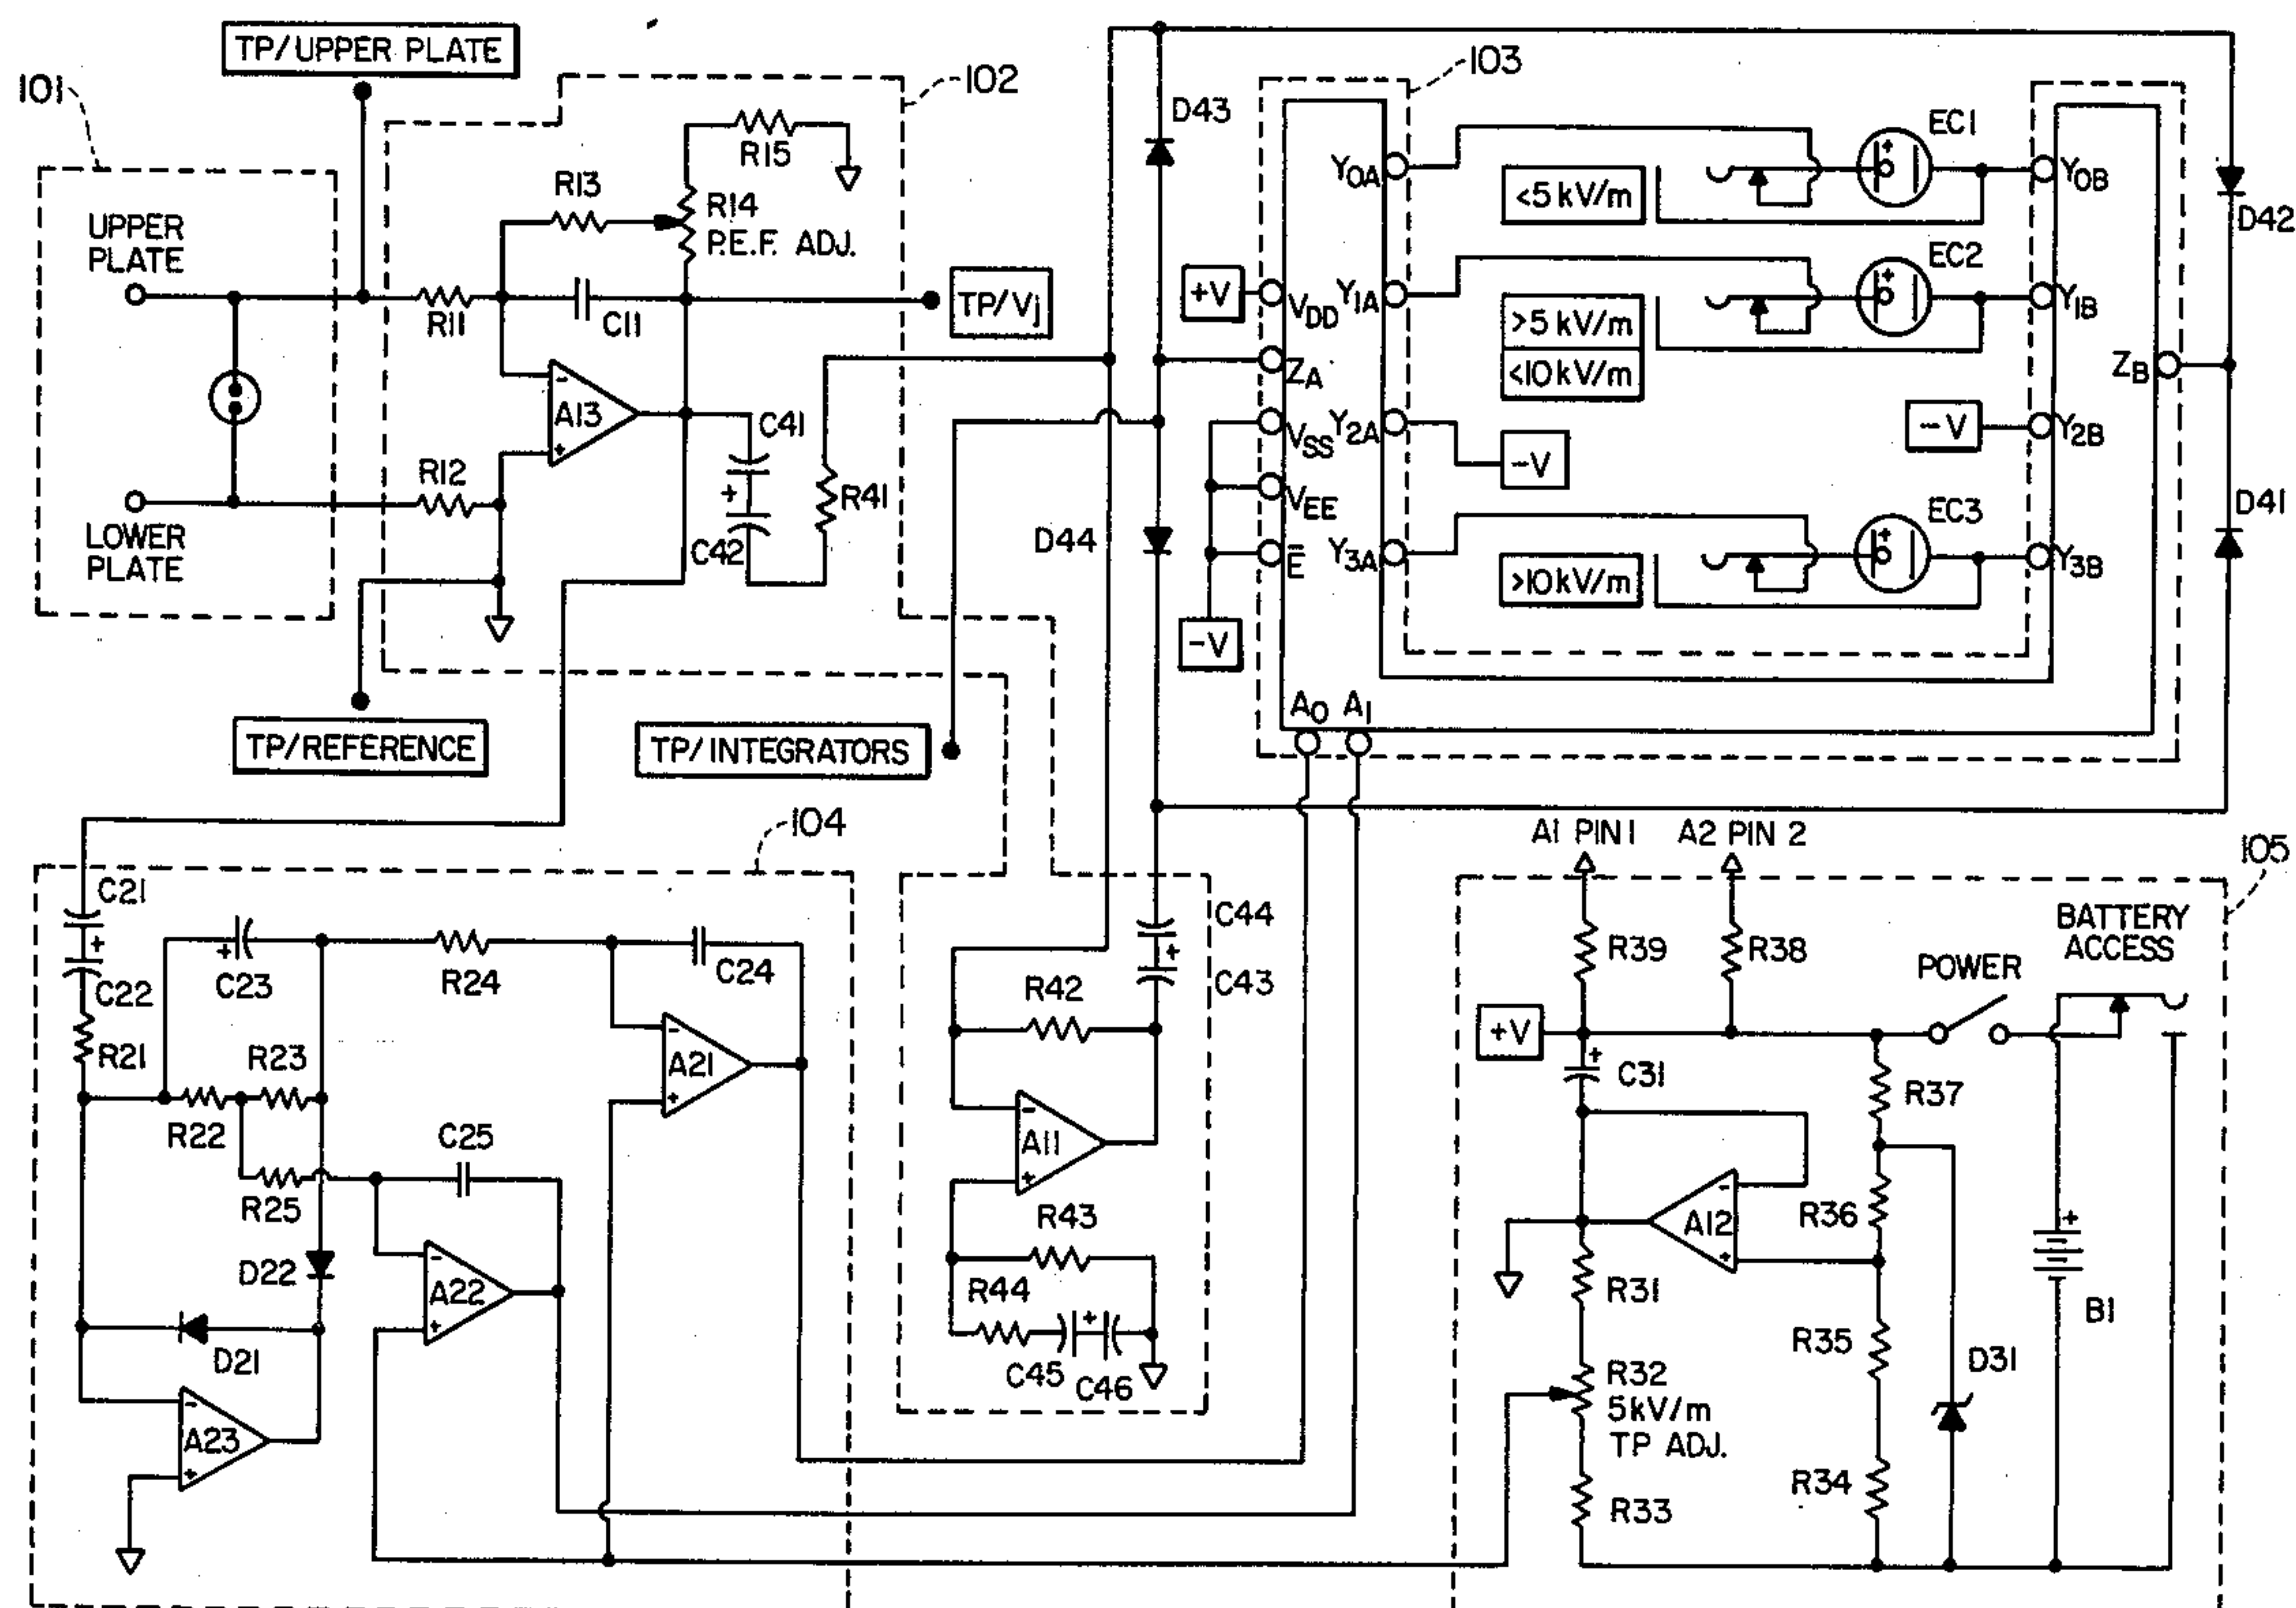 TP/UPPER PLATE
101
102
103
UPPER
PLATE
LOWER
PLATE
R11
R12
R13
R14
P.E.F. ADJ.
R15
C11
-
A13
+
C41
+
C42
R41
TP/Vj
TP/REFERENCE
TP/INTEGRATORS
D43
D44
+V
VDD
ZA
VSS
VEE
E̅
-V
Y0A
Y1A
Y2A
Y3A
-V
<5 kV/m
>5 kV/m
<10 kV/m
>10 kV/m
+
EC1
+
EC2
+
EC3
Y0B
Y1B
Y2B
Y3B
-V
ZB
D42
D41
A0
A1
104
C21
+
C22
R21
C23
+
R22
R23
R24
C24
R25
C25
-
A21
+
D22
D21
-
A22
+
-
A23
+
C44
+
C43
R42
-
A11
+
R43
R44
+
C45
C46
A1 PIN 1
A2 PIN 2
105
R39
R38
BATTERY
ACCESS
POWER
+V
+
C31
R37
-
A12
+
R36
R31
R32
5kV/m
TP ADJ.
R33
R35
R34
D31
+
B1